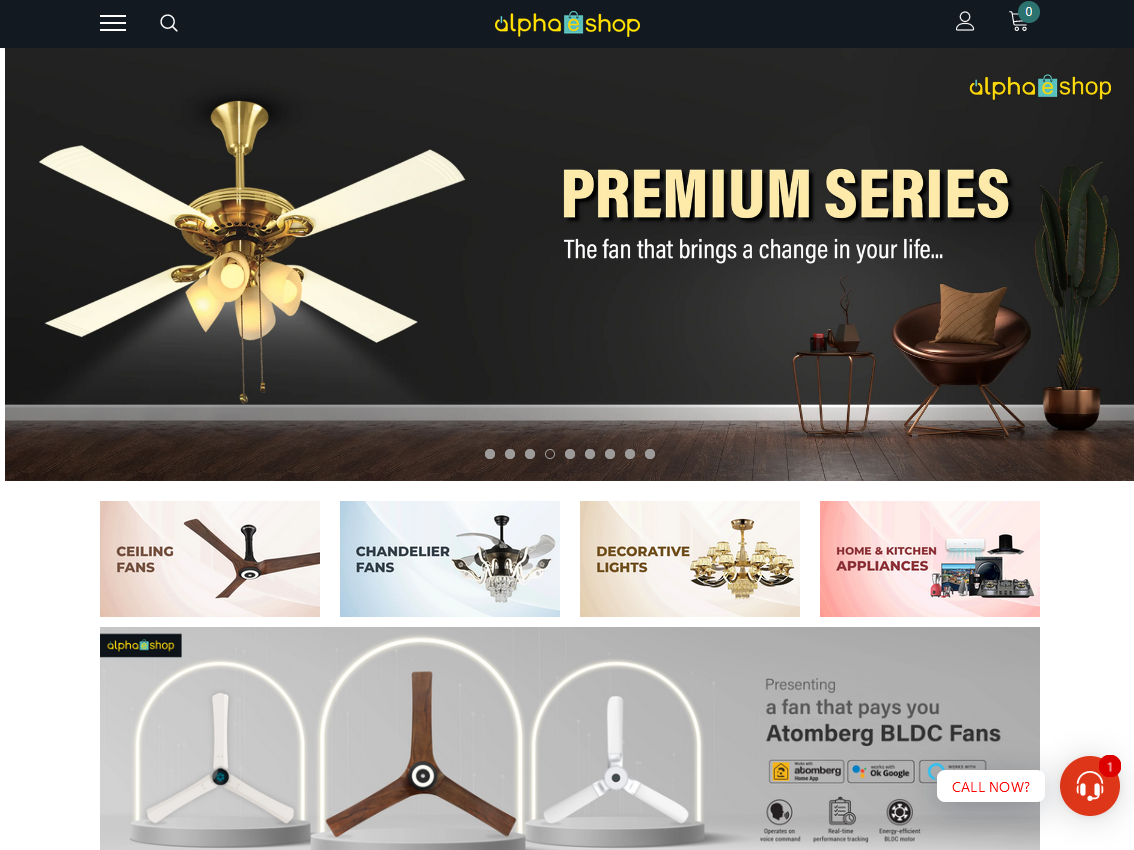 alpha e shop
0
alpha e shop
PREMIUM SERIES
The fan that brings a change in your life...
CEILING
FANS
CHANDELIER
FANS
DECORATIVE
LIGHTS
HOME & KITCHEN
APPLIANCES
alpha e shop
Presenting
a fan that pays you
Atomberg BLDC Fans
Works with
atomberg
Home App
works with
Ok Google
WORKS WITH
CALL NOW?
1
Operates on
voice command
Real-time
performance tracking
Energy-efficient
BLDC motor